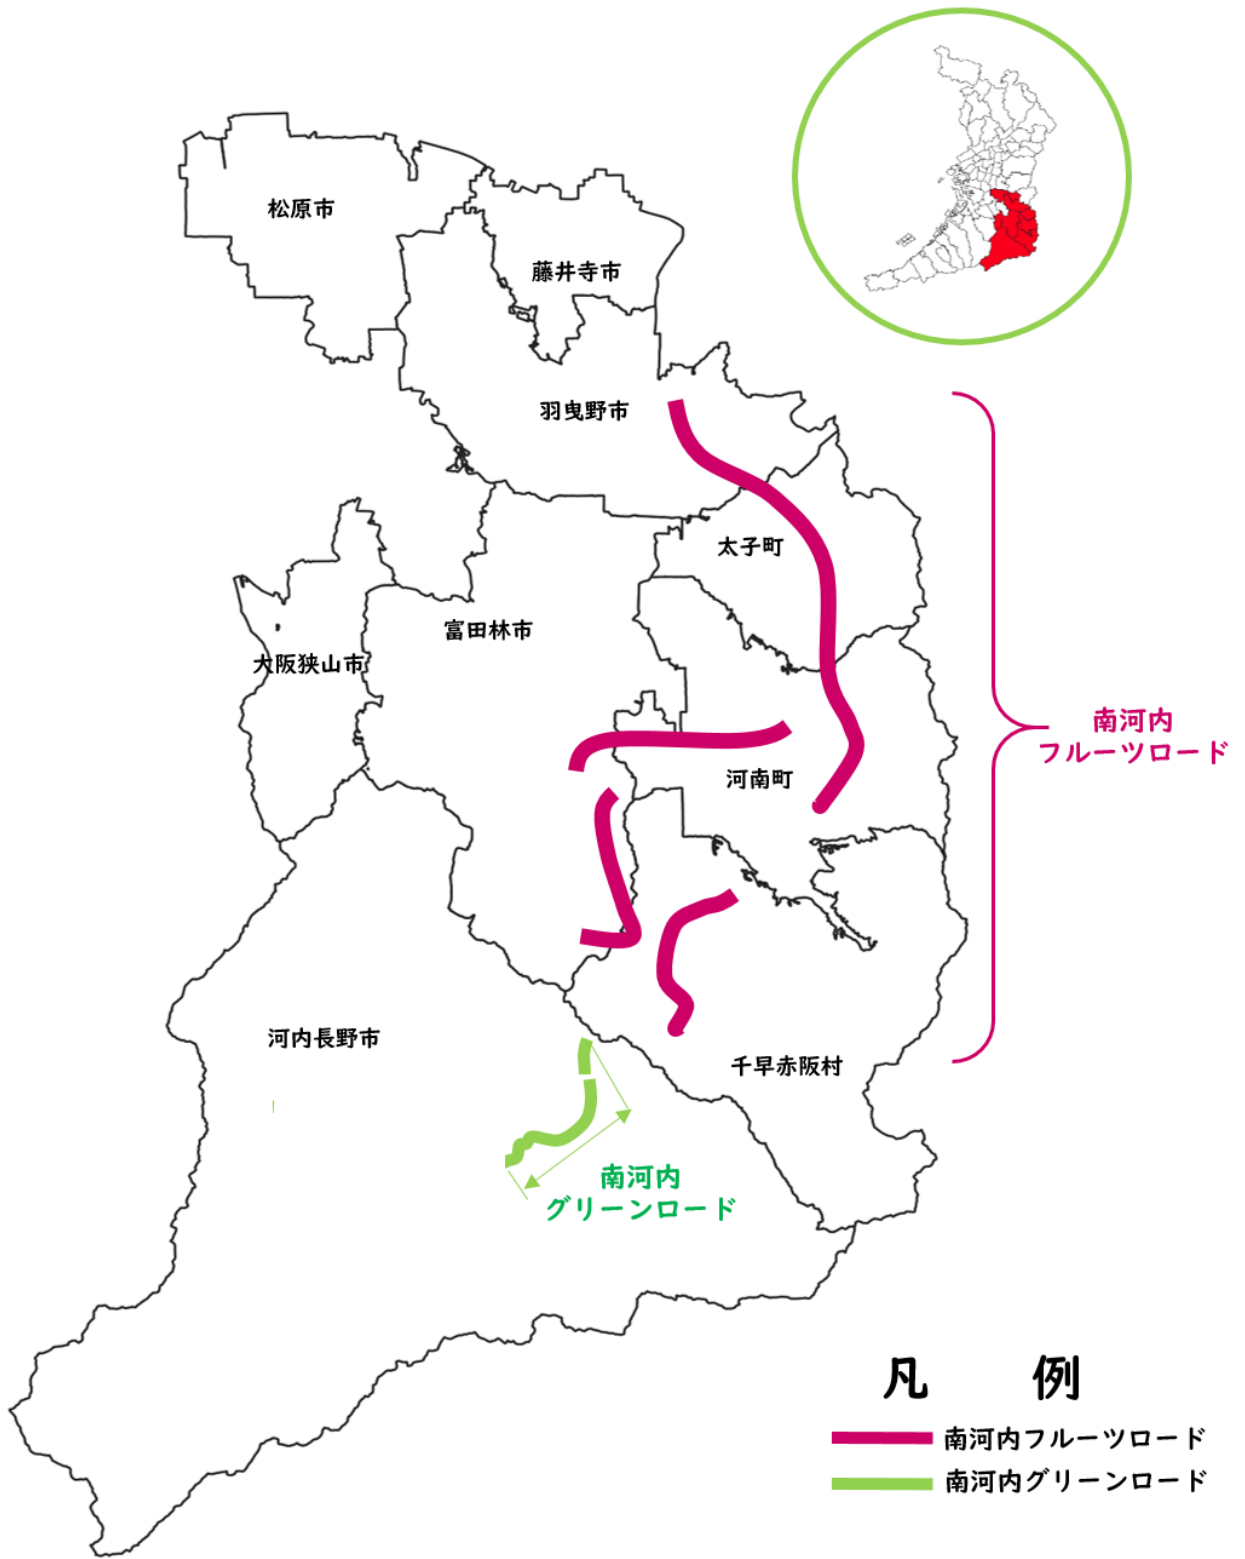 松原市
藤井寺市
羽曳野市
太子町
富田林市
大阪狭山市
南河内
フルーツロード
河南町
河内長野市
千早赤阪村
南河内
グリーンロード
凡 例
南河内フルーツロード
南河内グリーンロード